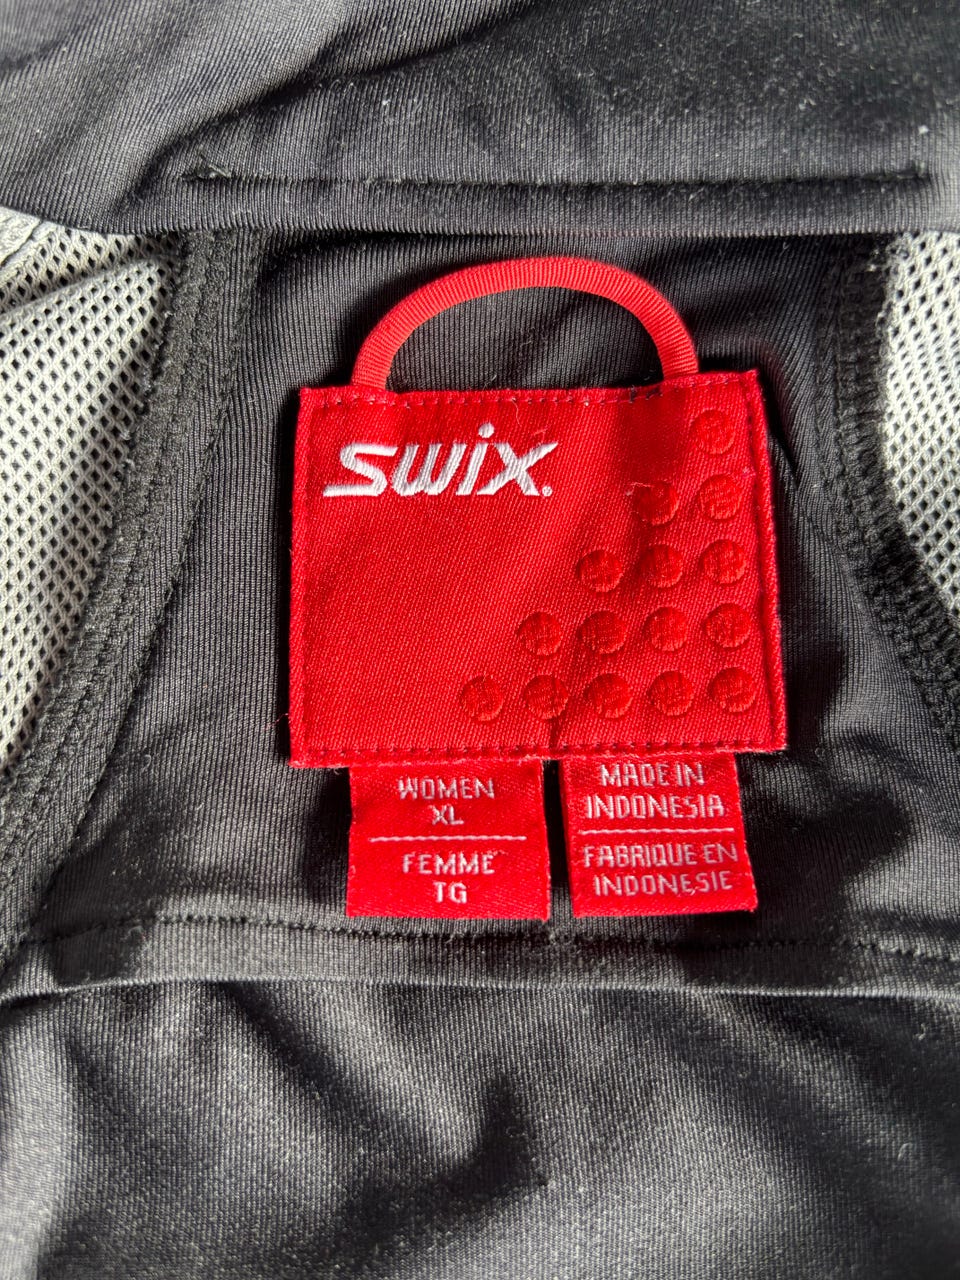 swix.
WOMEN
XL
FEMME
TG
MADE IN
INDONESIA
FABRIQUE EN
INDONESIE